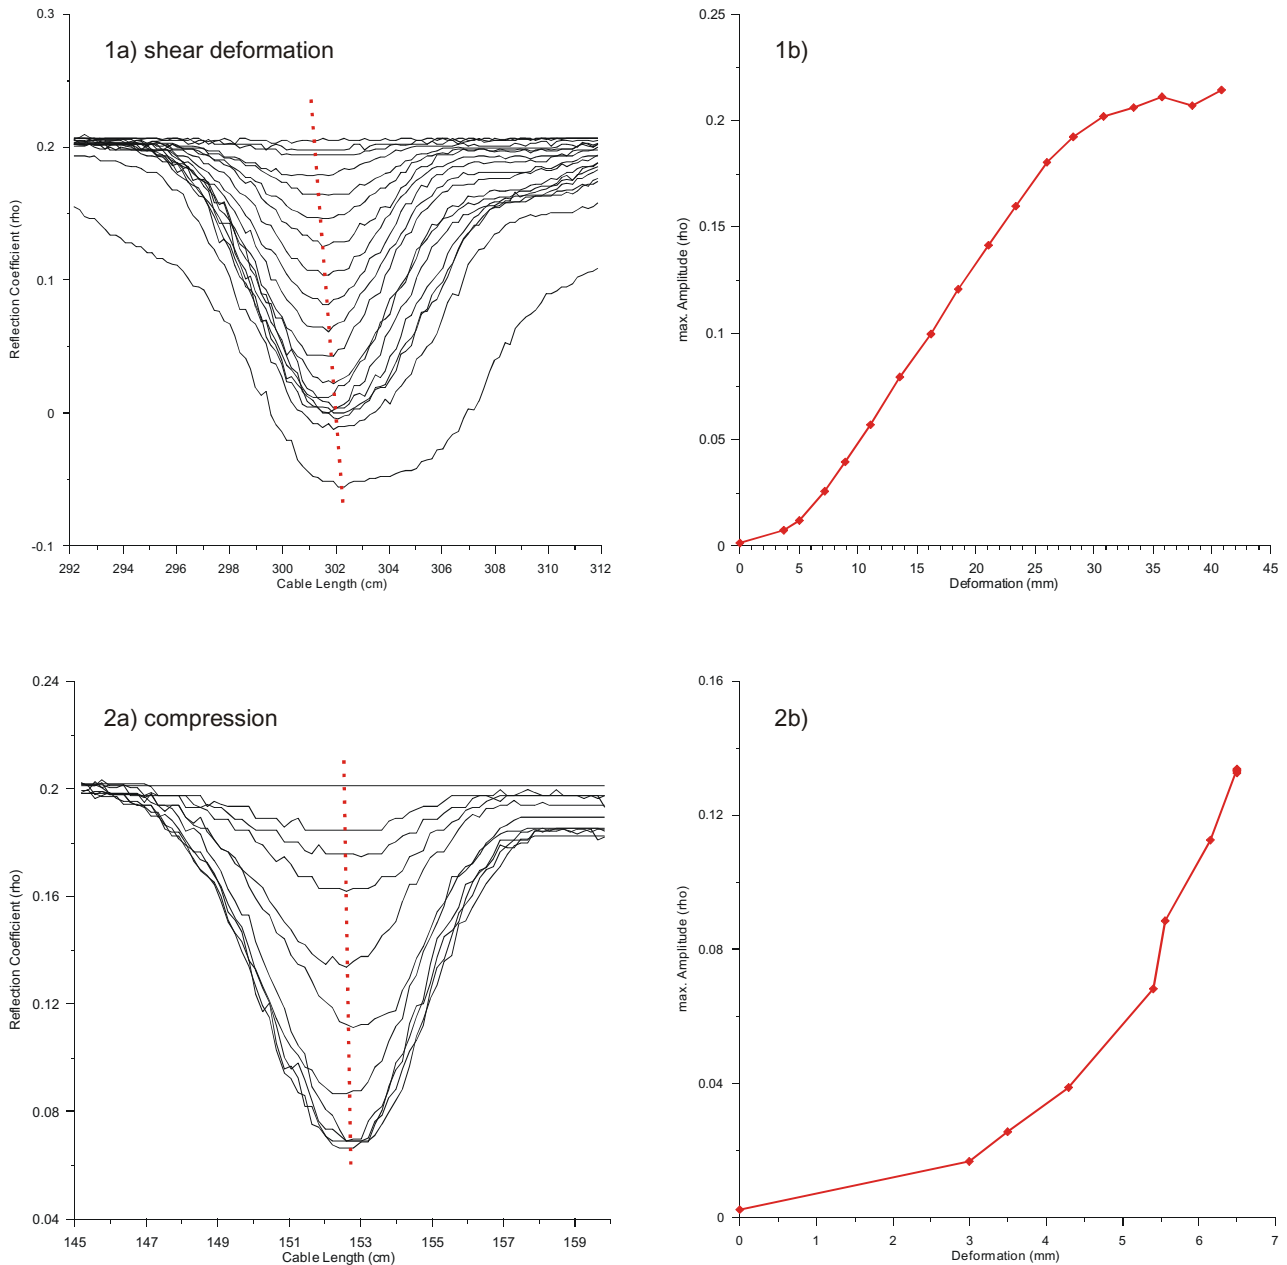 1a) shear deformation
0.3
0.2
0.1
0
-0.1
Reflection Coefficient (rho)
292 294 296 298 300 302 304 306 308 310 312
Cable Length (cm)
1b)
0.25
0.2
0.15
0.1
0.05
0
max. Amplitude (rho)
0 5 10 15 20 25 30 35 40 45
Deformation (mm)
2a) compression
0.24
0.2
0.16
0.12
0.08
0.04
Reflection Coefficient (rho)
145 147 149 151 153 155 157 159
Cable Length (cm)
2b)
0.16
0.12
0.08
0.04
0
max. Amplitude (rho)
0 1 2 3 4 5 6 7
Deformation (mm)